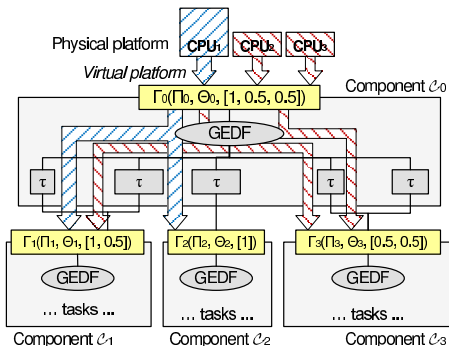 Physical platform
CPU₁ CPU₂ CPU₃
Virtual platform
Component C₀
Γ₀(Π₀, Θ₀, [1, 0.5, 0.5])
GEDF
τ τ τ τ
Γ₁(Π₁, Θ₁, [1, 0.5]) Γ₂(Π₂, Θ₂, [1]) Γ₃(Π₃, Θ₃, [0.5, 0.5])
GEDF GEDF GEDF
... tasks ... ... tasks ... ... tasks ...
Component C₁ Component C₂ Component C₃